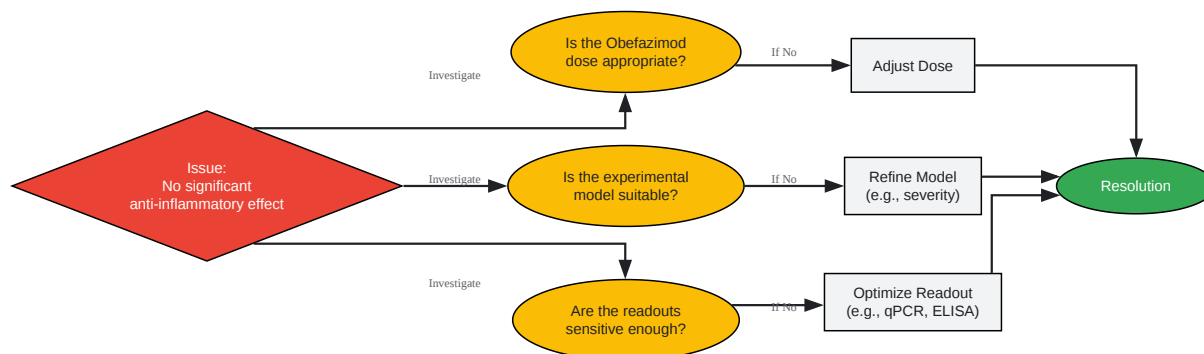 Is the Obefazimod
dose appropriate?
If No
Adjust Dose
Investigate
Issue:
No significant
anti-inflammatory effect
Investigate
Is the experimental
model suitable?
If No
Refine Model
(e.g., severity)
Resolution
Investigate
Are the readouts
sensitive enough?
If No
Optimize Readout
(e.g., qPCR, ELISA)